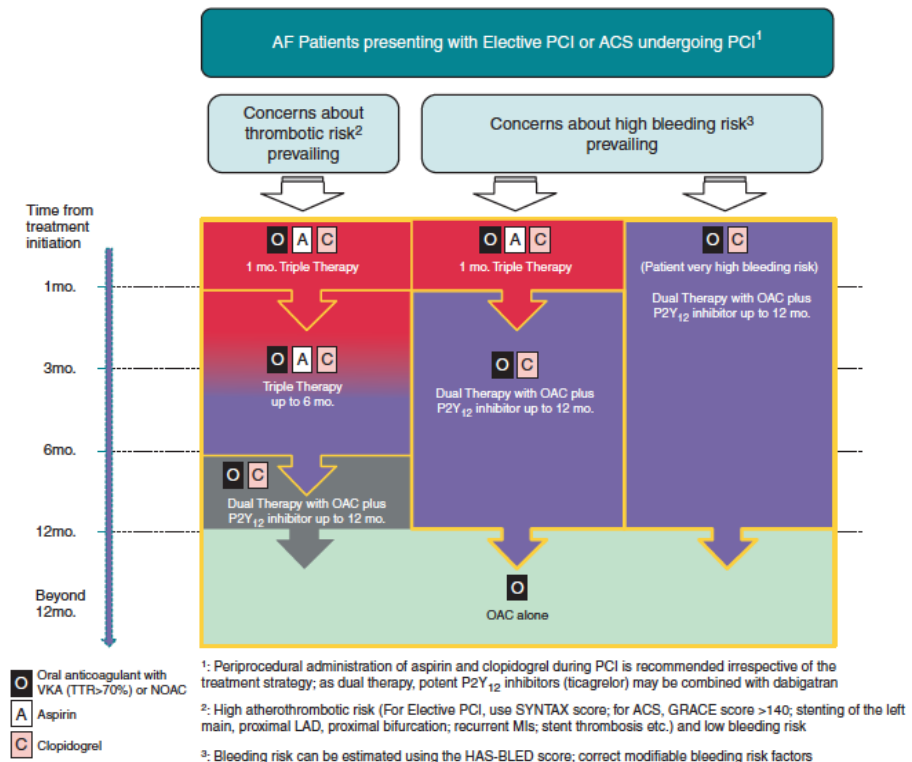 AF Patients presenting with Elective PCI or ACS undergoing PCI¹
Concerns about
thrombotic risk²
prevailing
Concerns about high bleeding risk³
prevailing
Time from
treatment
initiation
1mo.
3mo.
6mo.
12mo.
Beyond
12mo.
O A C
1 mo. Triple Therapy
O A C
Triple Therapy
up to 6 mo.
O C
Dual Therapy with OAC plus
P2Y₁₂ inhibitor up to 12 mo.
O A C
1 mo. Triple Therapy
O C
Dual Therapy with OAC plus
P2Y₁₂ inhibitor up to 12 mo.
O C
(Patient very high bleeding risk)
Dual Therapy with OAC plus
P2Y₁₂ inhibitor up to 12 mo.
O
OAC alone
O Oral anticoagulant with
VKA (TTR>70%) or NOAC
A Aspirin
C Clopidogrel
¹: Periprocedural administration of aspirin and clopidogrel during PCI is recommended irrespective of the
treatment strategy; as dual therapy, potent P2Y₁₂ inhibitors (ticagrelor) may be combined with dabigatran
²: High atherothrombotic risk (For Elective PCI, use SYNTAX score; for ACS, GRACE score >140; stenting of the left
main, proximal LAD, proximal bifurcation; recurrent MIs; stent thrombosis etc.) and low bleeding risk
³: Bleeding risk can be estimated using the HAS-BLED score; correct modifiable bleeding risk factors